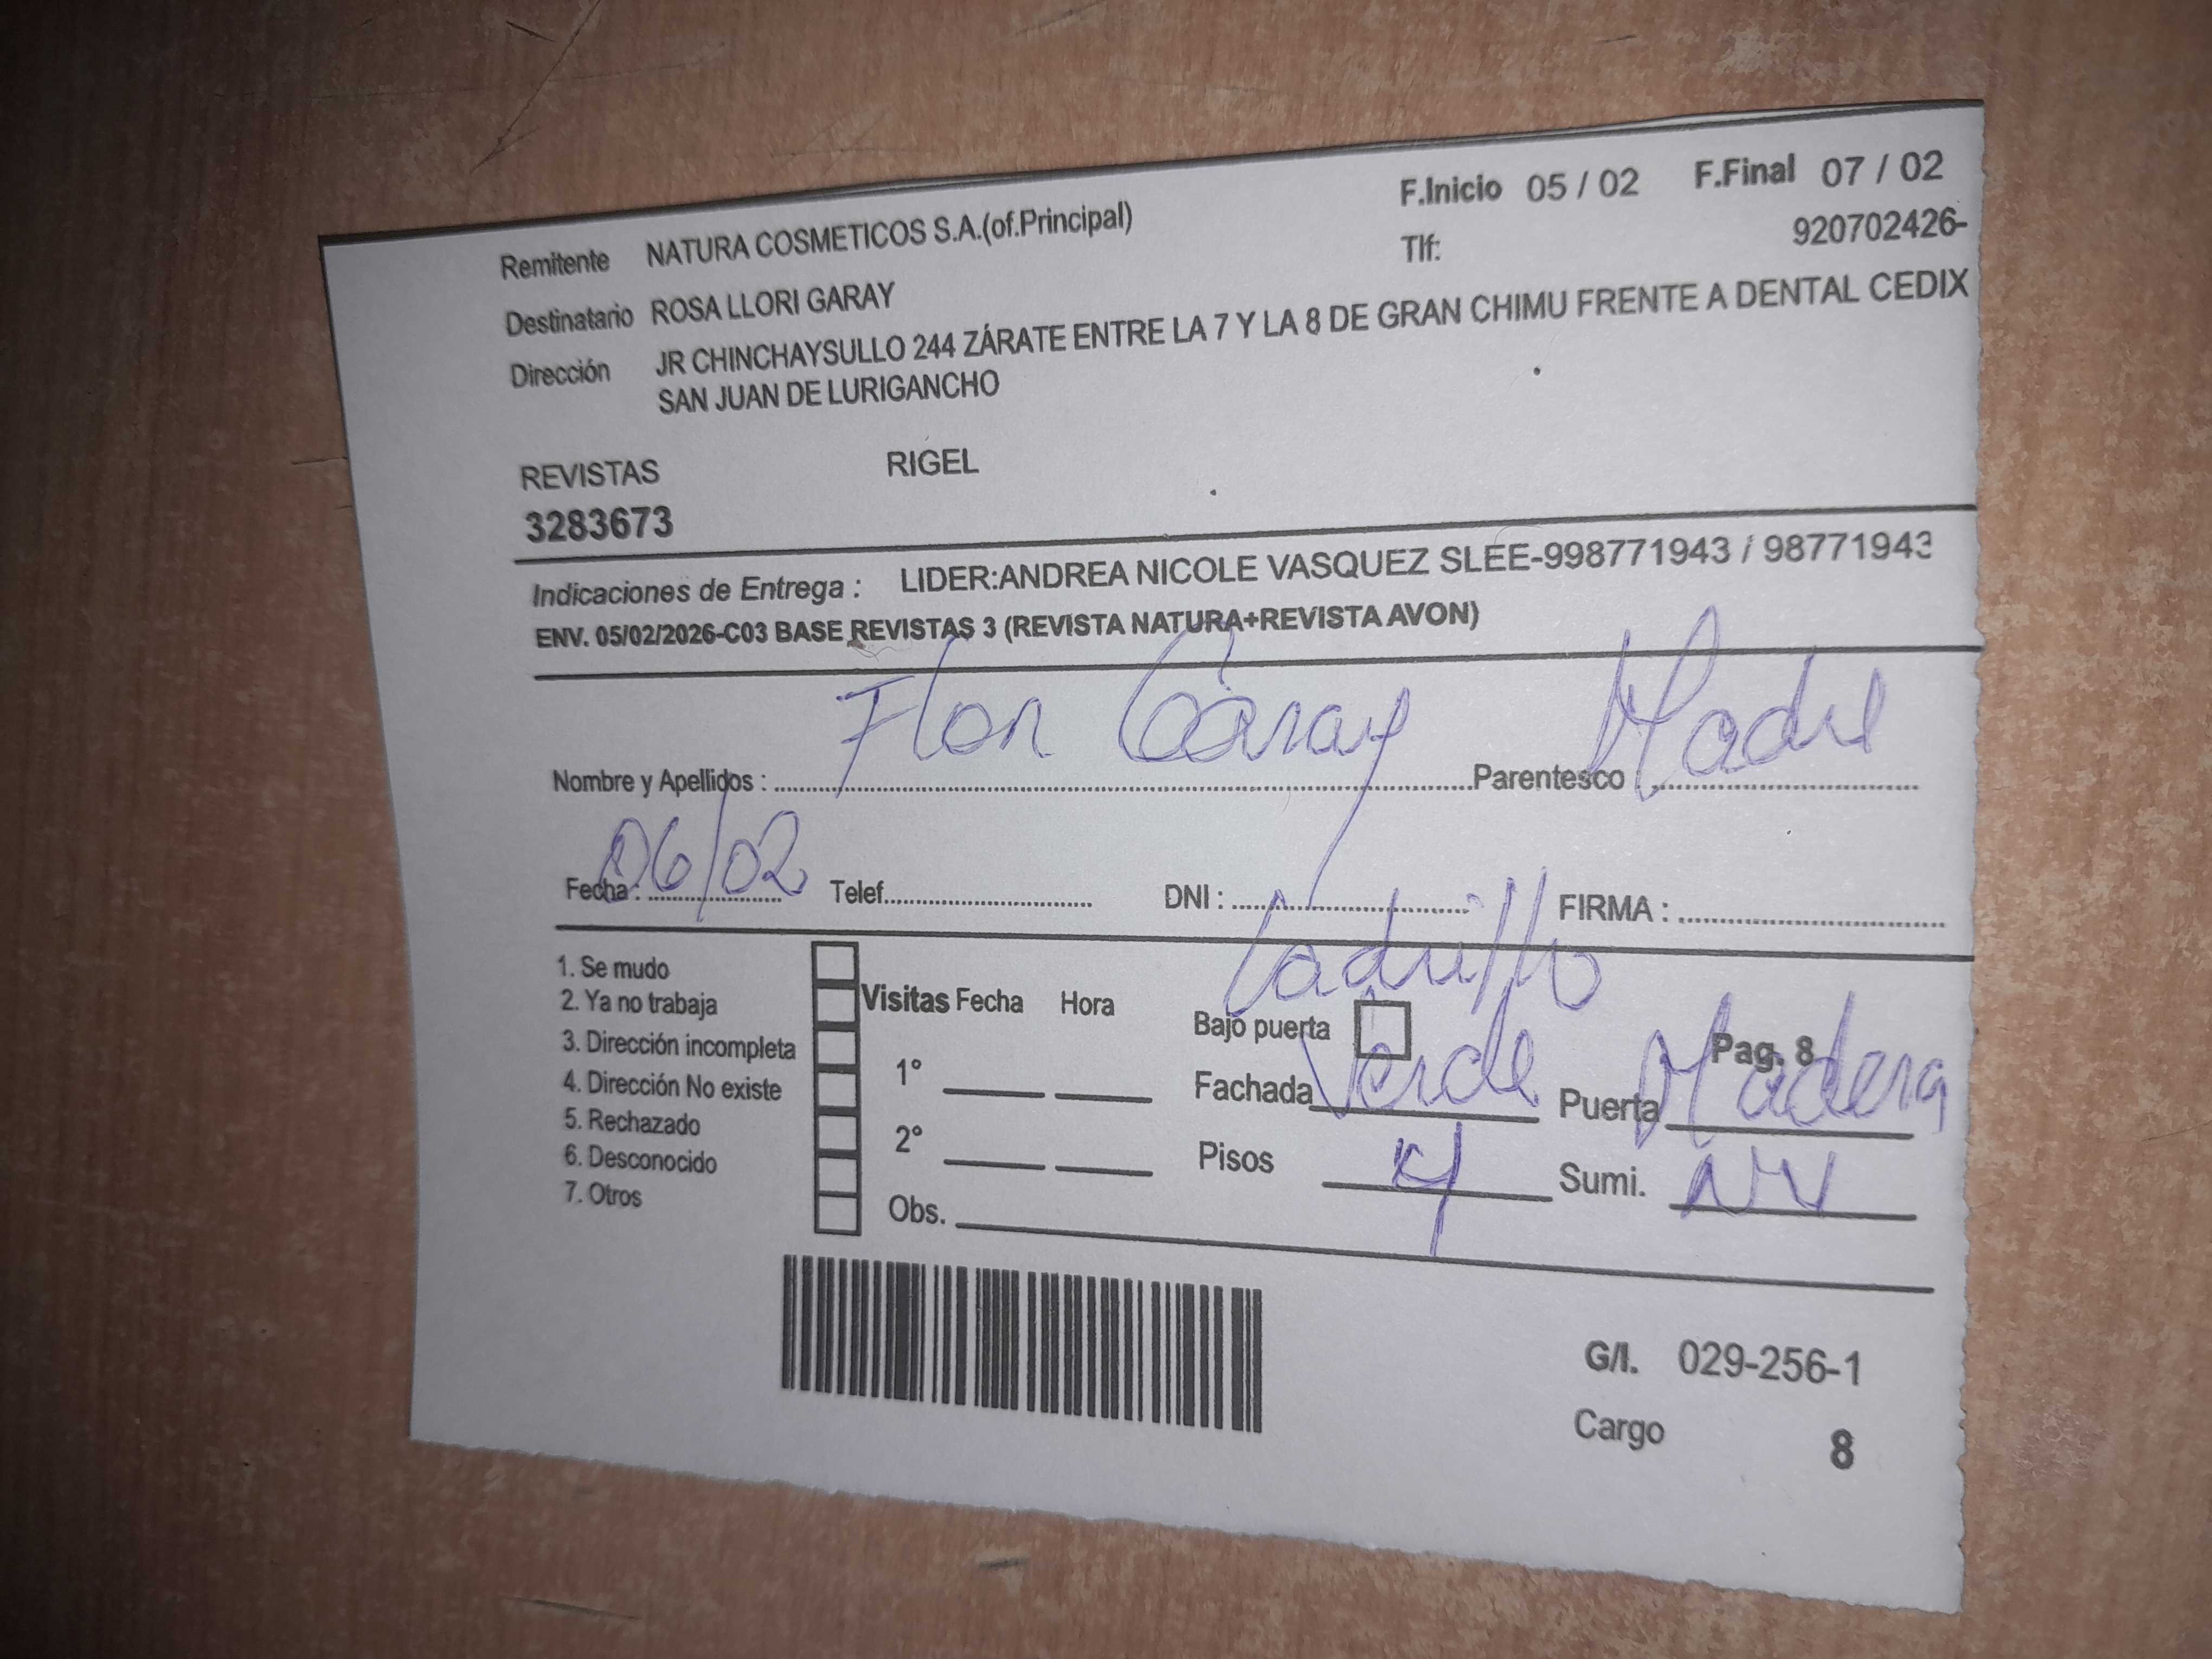 Remitente NATURA COSMETICOS S.A.(of.Principal) F.Inicio 05 / 02 F.Final 07 / 02
Tlf: 920702426-
Destinatario ROSA LLORI GARAY
Dirección JR CHINCHAYSULLO 244 ZÁRATE ENTRE LA 7 Y LA 8 DE GRAN CHIMU FRENTE A DENTAL CEDIX
SAN JUAN DE LURIGANCHO
REVISTAS RIGEL
3283673
Indicaciones de Entrega : LIDER:ANDREA NICOLE VASQUEZ SLEE-998771943 / 98771943
ENV. 05/02/2026-C03 BASE REVISTAS 3 (REVISTA NATURA+REVISTA AVON)
Nombre y Apellidos : Flor Garay Parentesco : Madre
Fecha : 06/02 Telef. DNI : FIRMA :
1. Se mudo
2. Ya no trabaja
3. Dirección incompleta
4. Dirección No existe
5. Rechazado
6. Desconocido
7. Otros
Visitas Fecha Hora
1°
2°
Obs.
Ladrillo
Bajo puerta Pag. 8
Fachada Verde Puerta Madera
Pisos 4 Sumi. NV
G/I. 029-256-1
Cargo 8